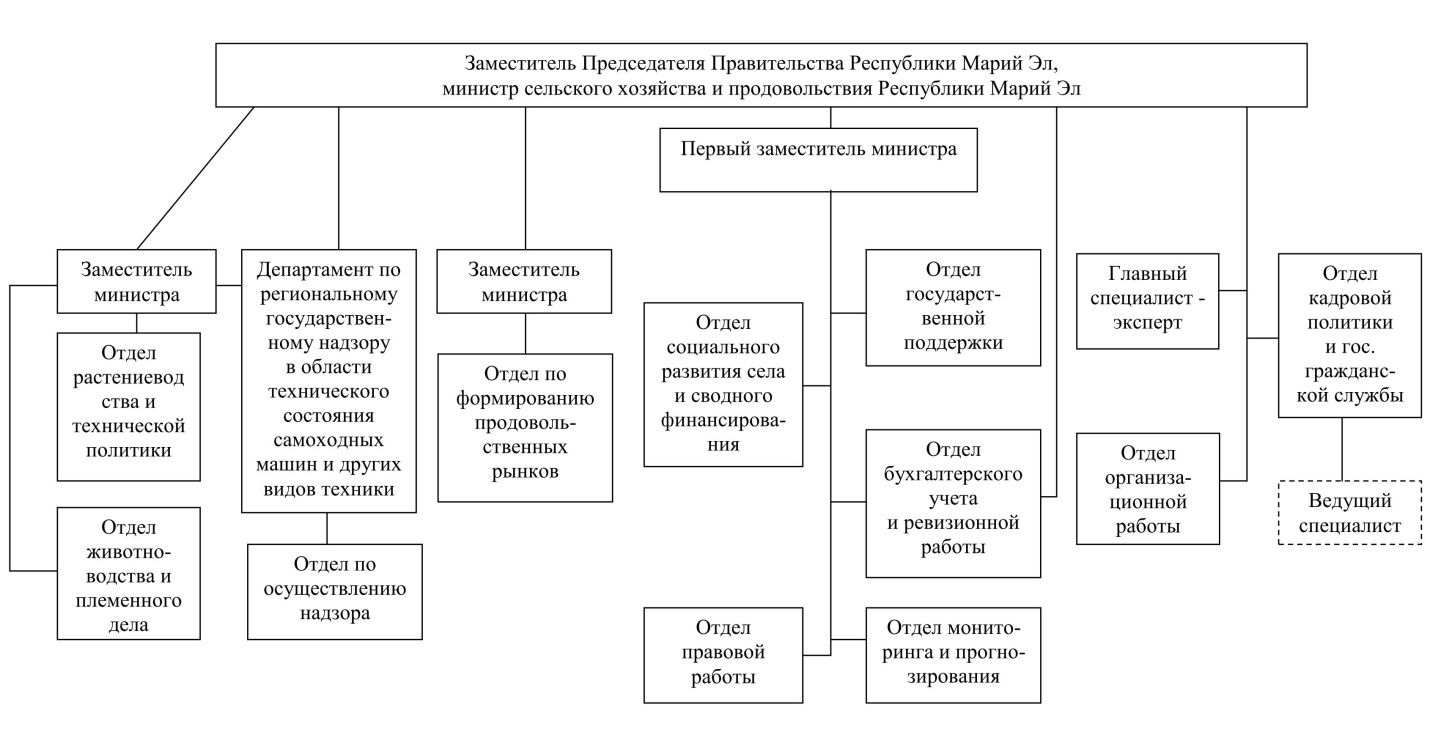 Заместитель Председателя Правительства Республики Марий Эл,
министр сельского хозяйства и продовольствия Республики Марий Эл
Первый заместитель министра
Заместитель
министра
Отдел
растениевод
ства и
технической
политики
Отдел
животно-
водства и
племенного
дела
Департамент по
региональному
государствен-
ному надзору
в области
технического
состояния
самоходных
машин и других
видов техники
Отдел по
осуществлению
надзора
Заместитель
министра
Отдел по
формированию
продоволь-
ственных
рынков
Отдел
социального
развития села
и сводного
финансирова-
ния
Отдел
правовой
работы
Отдел
государст-
венной
поддержки
Отдел
бухгалтерского
учета
и ревизионной
работы
Отдел монито-
ринга и прогно-
зирования
Главный
специалист -
эксперт
Отдел
организа-
ционной
работы
Отдел
кадровой
политики
и гос.
гражданс-
кой службы
Ведущий
специалист